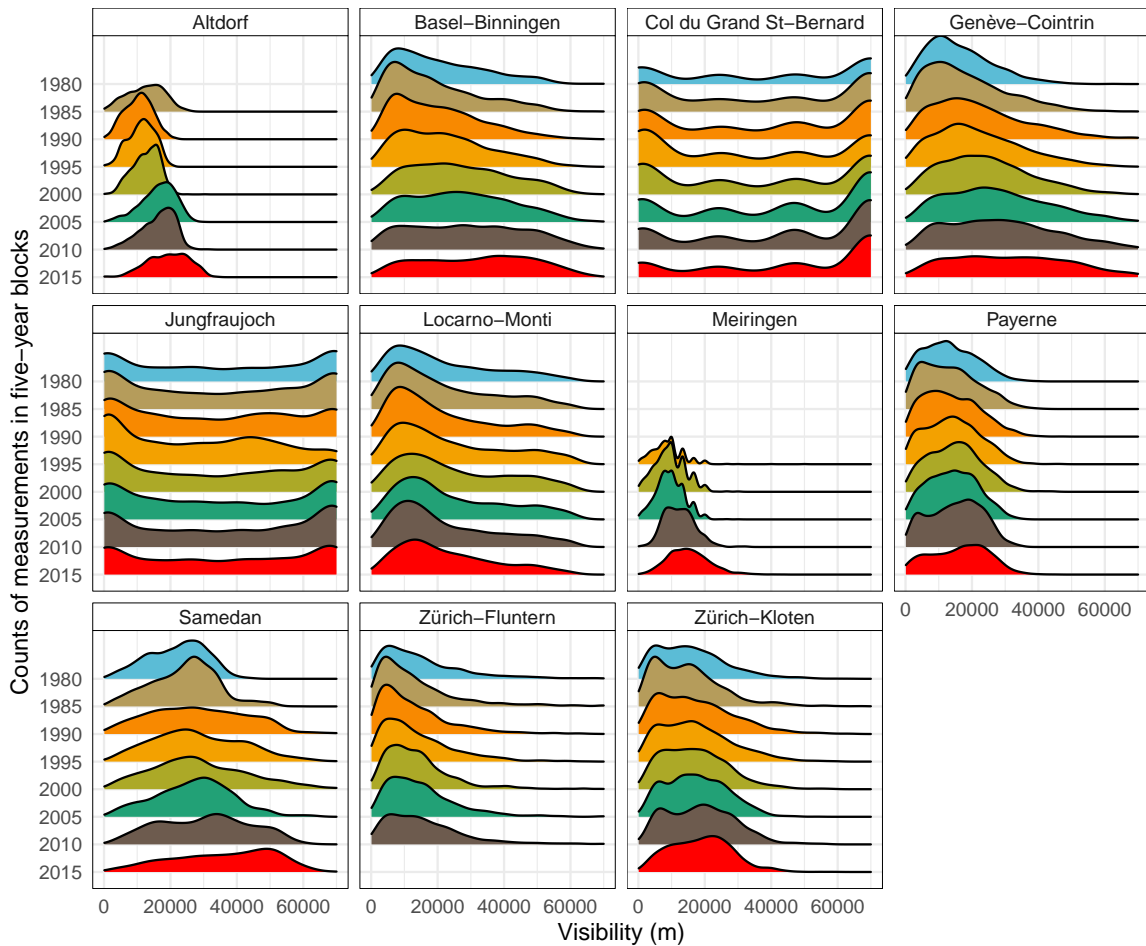 Altdorf
Basel−Binningen
Col du Grand St−Bernard
Genève−Cointrin
1980
1985
1990
1995
2000
2005
2010
2015
Jungfraujoch
Locarno−Monti
Meiringen
Payerne
1980
1985
1990
1995
2000
2005
2010
2015
0 20000 40000 60000
Samedan
Zürich−Fluntern
Zürich−Kloten
1980
1985
1990
1995
2000
2005
2010
2015
0 20000 40000 60000
0 20000 40000 60000
0 20000 40000 60000
Visibility (m)
Counts of measurements in five−year blocks